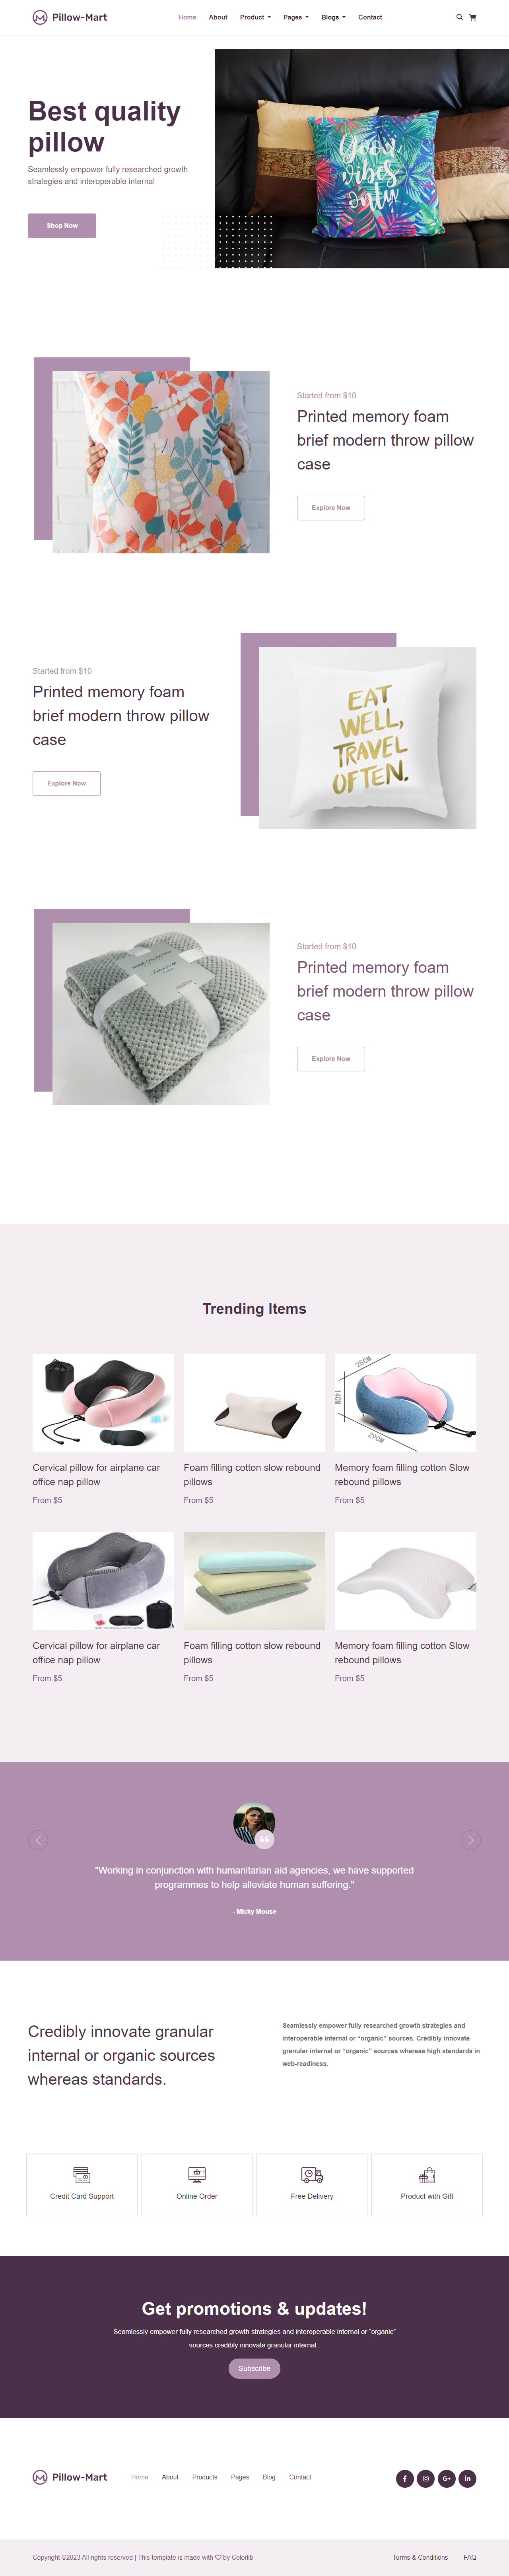 Pillow-Mart
Home About Product Pages Blogs Contact
Best quality
pillow
Seamlessly empower fully researched growth
strategies and interoperable internal
Shop Now
Good
vibes
only
Started from $10
Printed memory foam
brief modern throw pillow
case
Explore Now
Started from $10
Printed memory foam
brief modern throw pillow
case
Explore Now
EAT
WELL,
TRAVEL
OFTEN.
Started from $10
Printed memory foam
brief modern throw pillow
case
Explore Now
Trending Items
25CM
14CM
29CM
Cervical pillow for airplane car
office nap pillow
From $5
Foam filling cotton slow rebound
pillows
From $5
Memory foam filling cotton Slow
rebound pillows
From $5
Cervical pillow for airplane car
office nap pillow
From $5
Foam filling cotton slow rebound
pillows
From $5
Memory foam filling cotton Slow
rebound pillows
From $5
"Working in conjunction with humanitarian aid agencies, we have supported
programmes to help alleviate human suffering."
- Micky Mouse
Credibly innovate granular
internal or organic sources
whereas standards.
Seamlessly empower fully researched growth strategies and
interoperable internal or “organic” sources. Credibly innovate
granular internal or “organic” sources whereas high standards in
web-readiness.
Credit Card Support
Online Order
Free Delivery
Product with Gift
Get promotions & updates!
Seamlessly empower fully researched growth strategies and interoperable internal or “organic”
sources credibly innovate granular internal .
Subscribe
Pillow-Mart
Home About Products Pages Blog Contact
Copyright ©2023 All rights reserved | This template is made with by Colorlib
Turms & Conditions FAQ